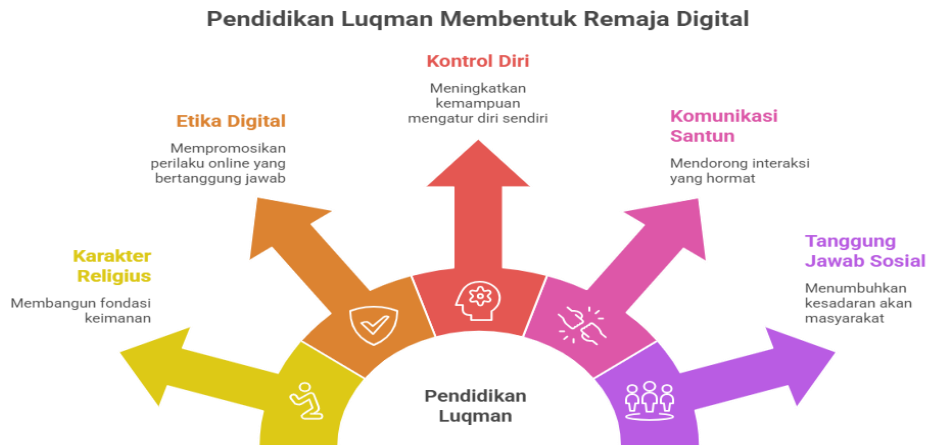 Pendidikan Luqman Membentuk Remaja Digital
Kontrol Diri
Meningkatkan
kemampuan
mengatur diri sendiri
Etika Digital
Mempromosikan
perilaku online yang
bertanggung jawab
Komunikasi
Santun
Mendorong interaksi
yang hormat
Karakter
Religius
Membangun fondasi
keimanan
Tanggung
Jawab Sosial
Menumbuhkan
kesadaran akan
masyarakat
Pendidikan
Luqman